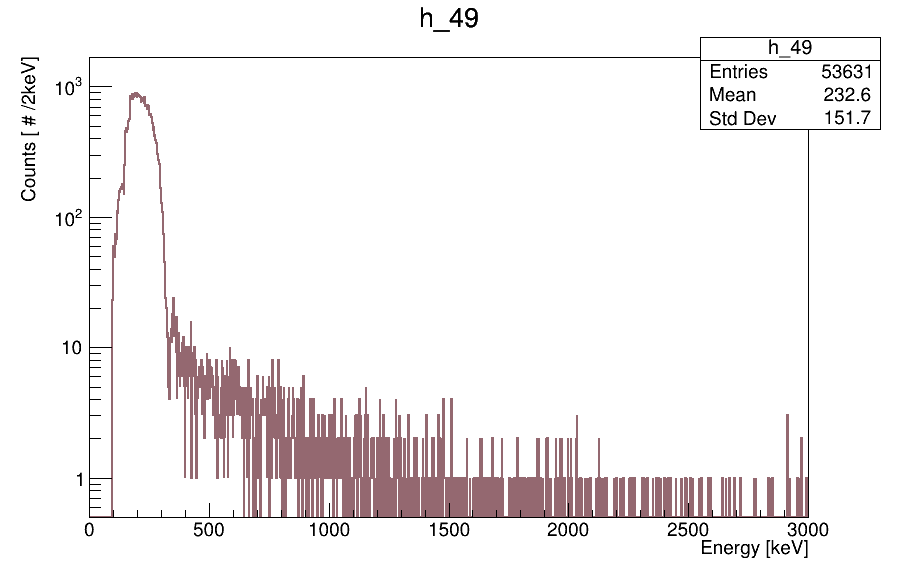 h_49
h_49
Entries 53631
Mean 232.6
Std Dev 151.7
Counts [ # /2keV]
10³
10²
10
1
0 500 1000 1500 2000 2500 3000
Energy [keV]